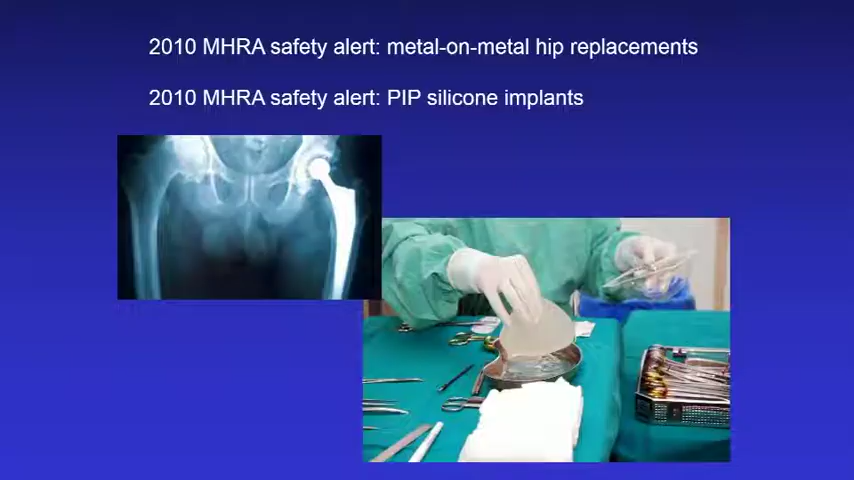 2010 MHRA safety alert: metal-on-metal hip replacements
2010 MHRA safety alert: PIP silicone implants